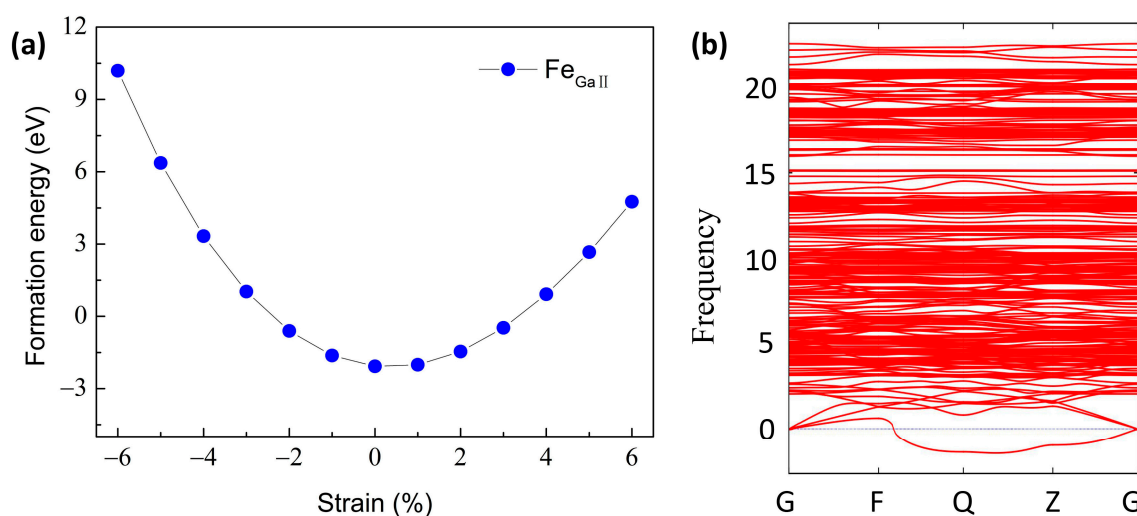 (a)
Formation energy (eV)
12
9
6
3
0
–3
Fe_GaII
–6 –4 –2 0 2 4 6
Strain (%)
(b)
Frequency
20
15
10
5
0
G F Q Z G